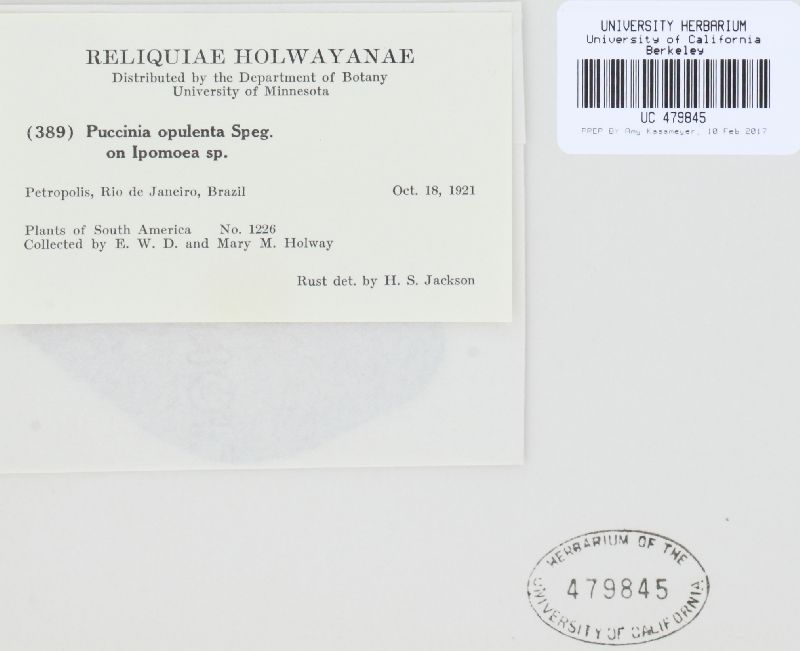 RELIQUIAE HOLWAYANAE
Distributed by the Department of Botany
University of Minnesota
(389) Puccinia opulenta Speg.
on Ipomoea sp.
Petropolis, Rio de Janeiro, Brazil Oct. 18, 1921
Plants of South America No. 1226
Collected by E. W. D. and Mary M. Holway
Rust det. by H. S. Jackson
UNIVERSITY HERBARIUM
University of California
Berkeley
UC 479845
PREP BY Amy Kasameyer, 10 Feb 2017
HERBARIUM OF THE
479845
UNIVERSITY OF CALIFORNIA